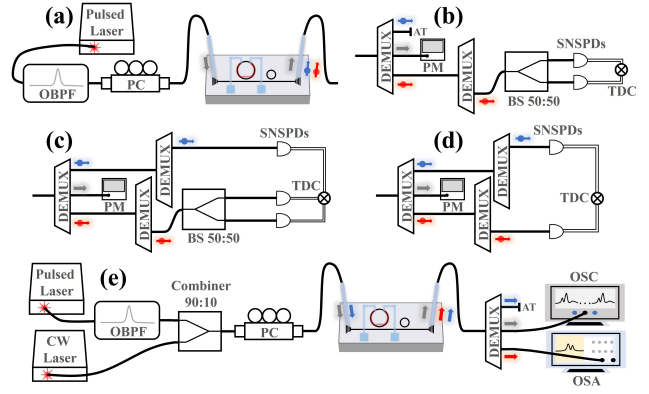 (a)
Pulsed
Laser
OBPF
PC
(b)
DEMUX
AT
PM
DEMUX
BS 50:50
SNSPDs
TDC
(c)
DEMUX
PM
DEMUX
DEMUX
BS 50:50
SNSPDs
TDC
(d)
DEMUX
PM
DEMUX
DEMUX
SNSPDs
TDC
(e)
Pulsed
Laser
OBPF
CW
Laser
Combiner
90:10
PC
DEMUX
AT
OSC
OSA